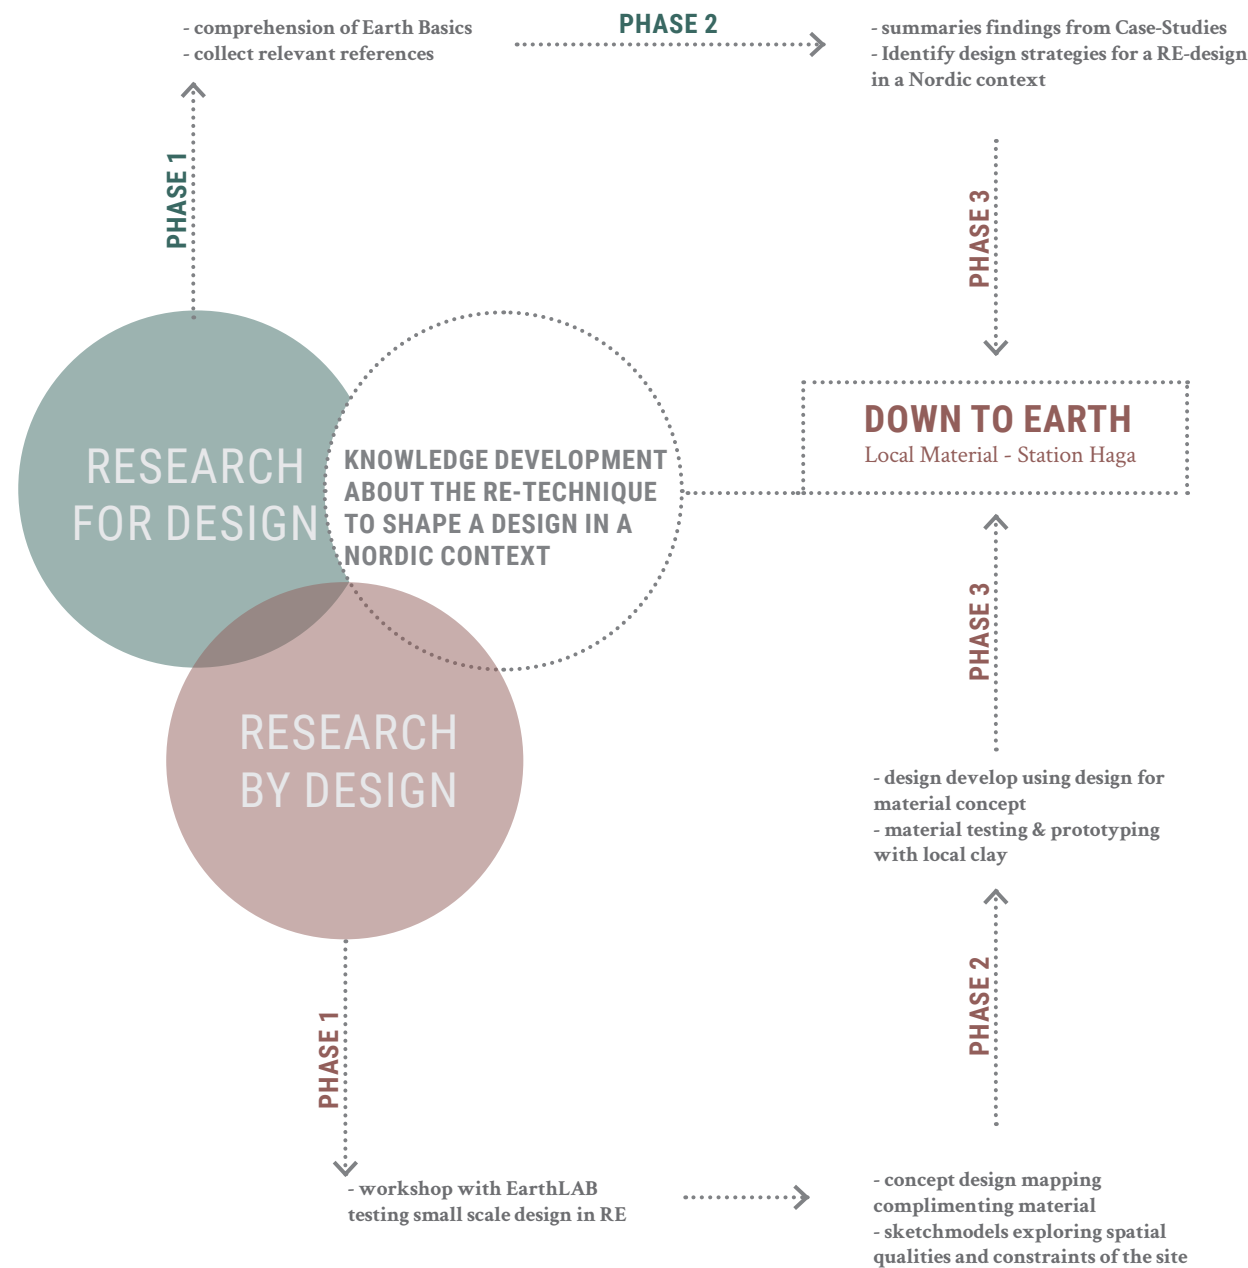 - comprehension of Earth Basics
- collect relevant references
PHASE 2
- summaries findings from Case-Studies
- Identify design strategies for a RE-design
in a Nordic context
PHASE 1
PHASE 3
RESEARCH
FOR DESIGN
KNOWLEDGE DEVELOPMENT
ABOUT THE RE-TECHNIQUE
TO SHAPE A DESIGN IN A
NORDIC CONTEXT
DOWN TO EARTH
Local Material - Station Haga
PHASE 3
RESEARCH
BY DESIGN
- design develop using design for
material concept
- material testing & prototyping
with local clay
PHASE 2
PHASE 1
- workshop with EarthLAB
testing small scale design in RE
- concept design mapping
complimenting material
- sketchmodels exploring spatial
qualities and constraints of the site